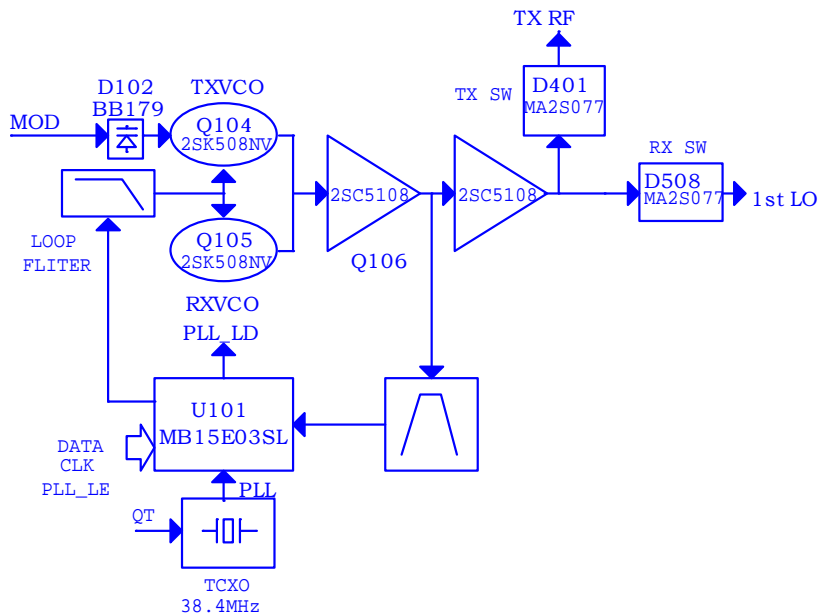 TX RF
D102
BB179
TXVCO
D401
MA2S077
TX SW
MOD
Q104
2SK508NV
RX SW
2SC5108
2SC5108
D508
MA2S077
1st LO
LOOP
FLITER
Q105
2SK508NV
Q106
RXVCO
PLL_LD
U101
MB15E03SL
DATA
CLK
PLL_LE
PLL
QT
TCXO
38.4MHz